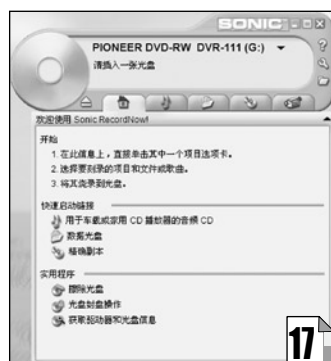 SONIC
PIONEER DVD-RW DVR-111 (G:)
请插入一张光盘
欢迎使用 Sonic RecordNow!
开始
1. 在此信息上，直接单击其中一个项目选项卡。
2. 选择要刻录的项目和文件或歌曲。
3. 将其烧录到光盘。
快速启动链接
用于车载或家用 CD 播放器的音频 CD
数据光盘
精确副本
实用程序
擦除光盘
光盘封盘操作
获取驱动器和光盘信息
17